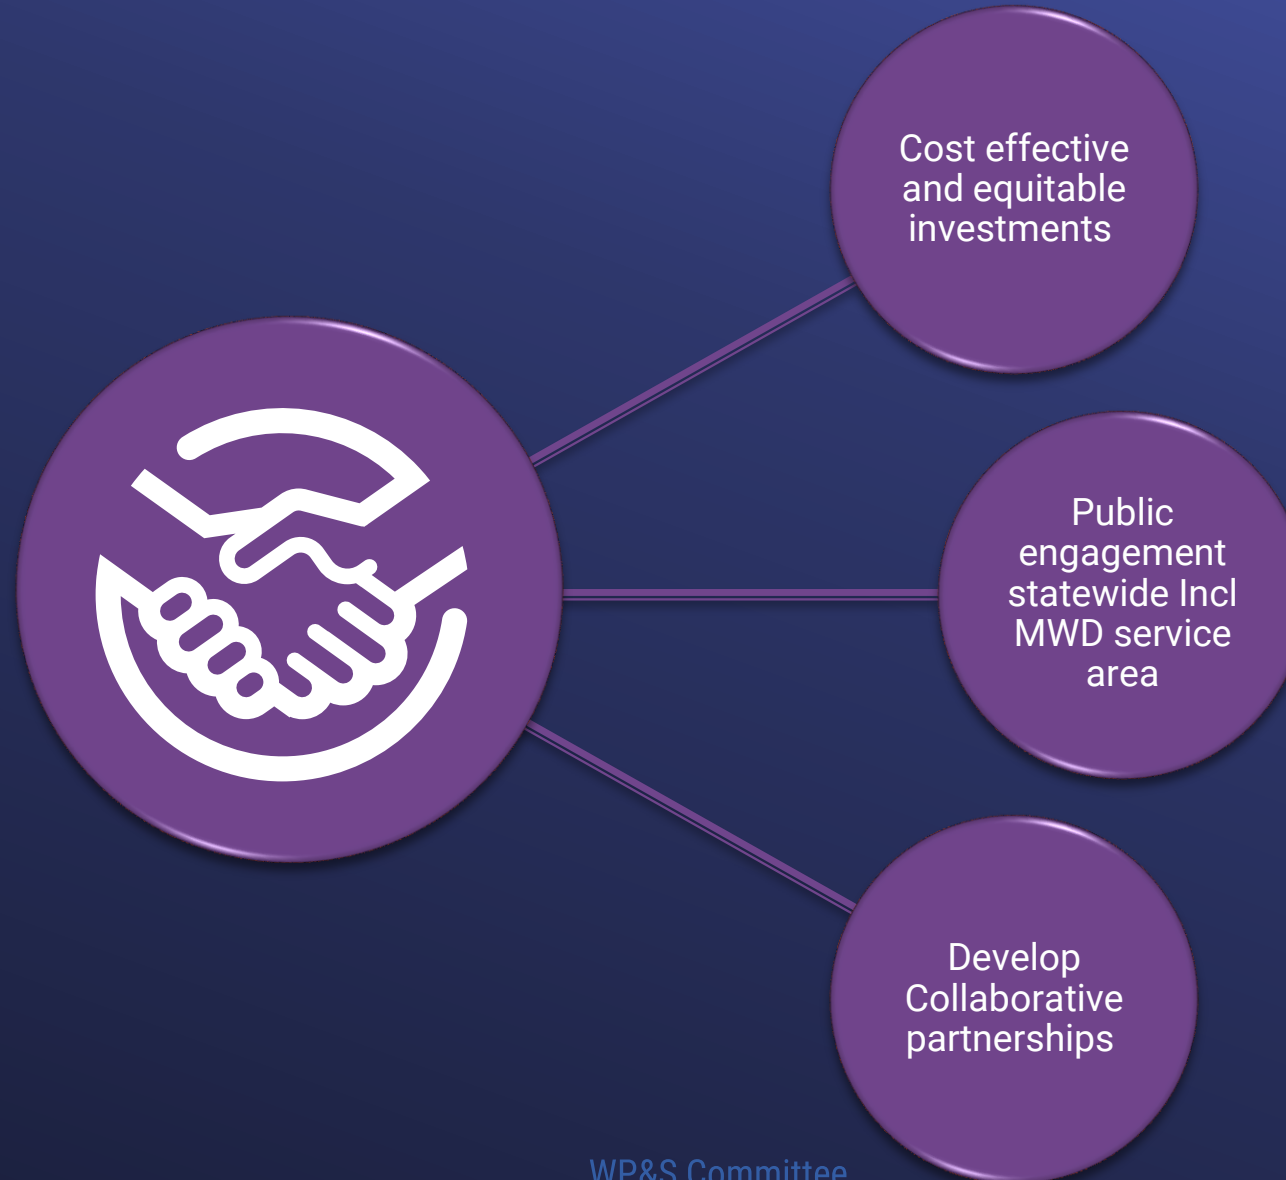 Cost effective
and equitable
investments
Public
engagement
statewide Incl
MWD service
area
Develop
Collaborative
partnerships
WP&S Committee